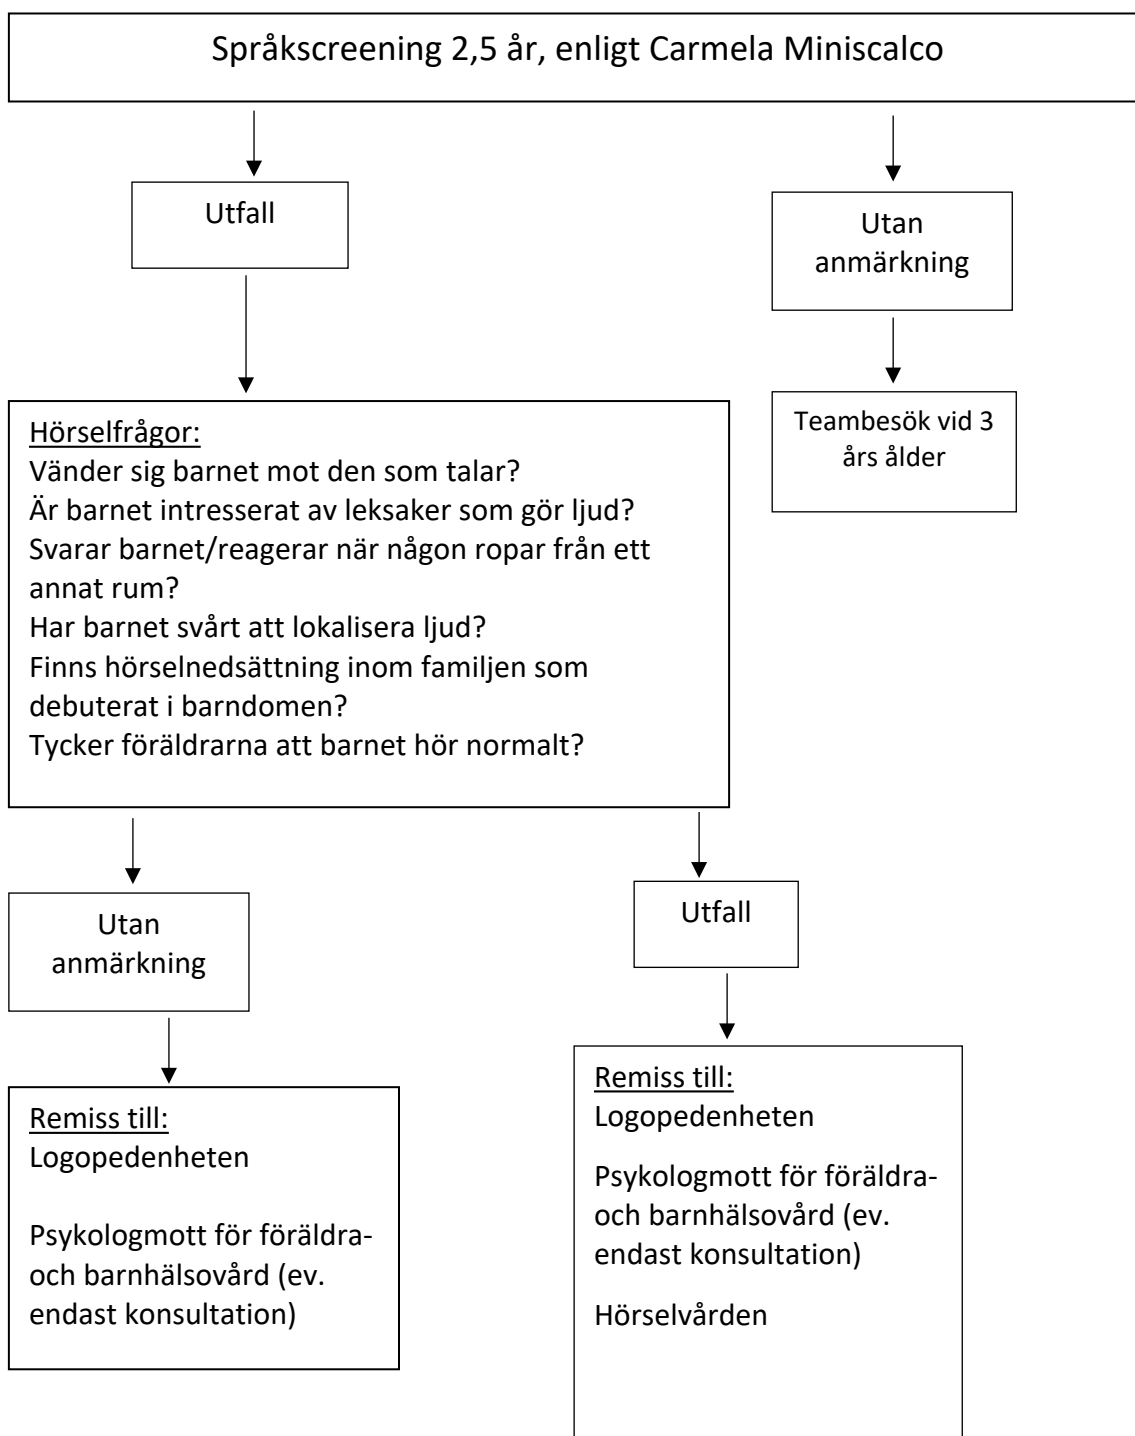 Språkscreening 2,5 år, enligt Carmela Miniscalco
Utfall
Utan
anmärkning
Teambesök vid 3
års ålder
Hörselfrågor:
Vänder sig barnet mot den som talar?
Är barnet intresserat av leksaker som gör ljud?
Svarar barnet/reagerar när någon ropar från ett
annat rum?
Har barnet svårt att lokalisera ljud?
Finns hörselnedsättning inom familjen som
debuterat i barndomen?
Tycker föräldrarna att barnet hör normalt?
Utan
anmärkning
Utfall
Remiss till:
Logopedenheten
Psykologmott för föräldra-
och barnhälsovård (ev.
endast konsultation)
Remiss till:
Logopedenheten
Psykologmott för föräldra-
och barnhälsovård (ev.
endast konsultation)
Hörselvården